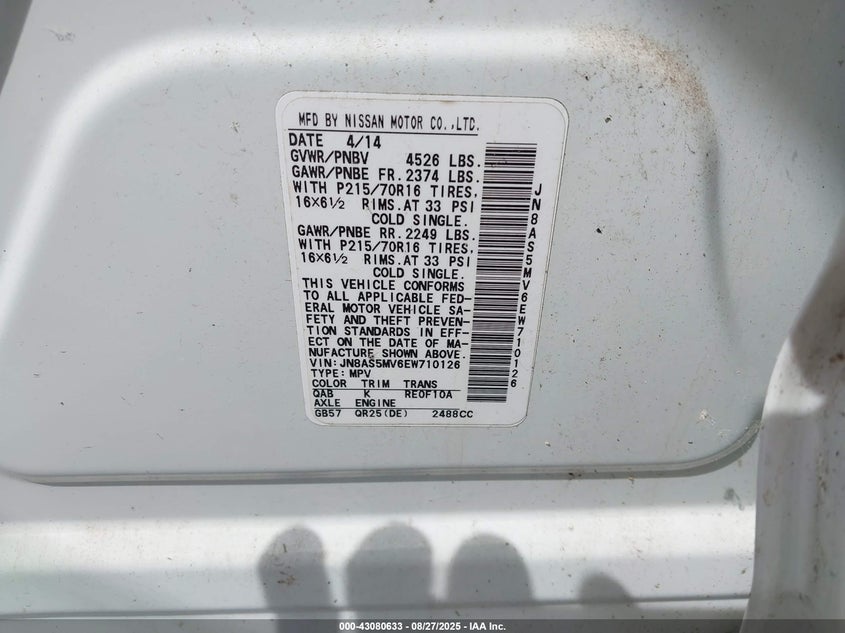 MFD BY NISSAN MOTOR CO.,LTD.
DATE 4/14
GVWR/PNBV 4526 LBS.
GAWR/PNBE FR. 2374 LBS.
WITH P215/70R16 TIRES.
16X6½ RIMS. AT 33 PSI
COLD SINGLE.
GAWR/PNBE RR. 2249 LBS.
WITH P215/70R16 TIRES.
16X6½ RIMS. AT 33 PSI
COLD SINGLE.
THIS VEHICLE CONFORMS
TO ALL APPLICABLE FED-
ERAL MOTOR VEHICLE SA-
FETY AND THEFT PREVEN-
TION STANDARDS IN EFF-
ECT ON THE DATE OF MA-
NUFACTURE SHOWN ABOVE.
VIN: JN8AS5MV6EW710126
TYPE: MPV
COLOR TRIM TRANS
QAB K RE0F10A
AXLE ENGINE
GB57 QR25(DE) 2488CC
JN8AS5MV6EW710126
000-43080633 - 08/27/2025 - IAA Inc.